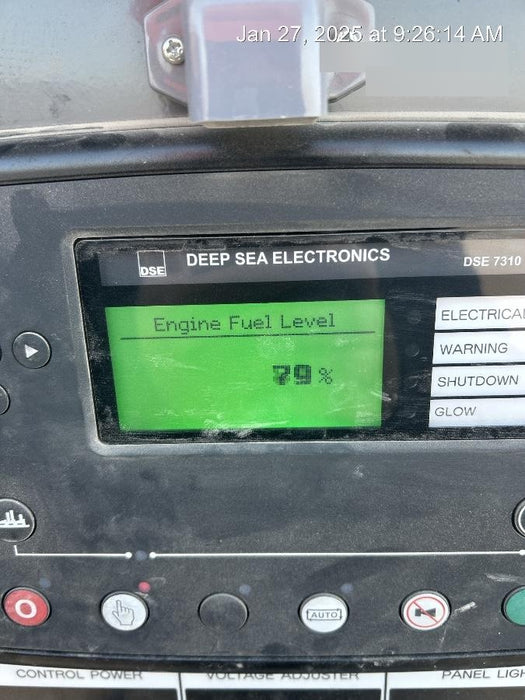 Jan 27, 2025 at 9:26:14 AM
DSE
DEEP SEA ELECTRONICS
DSE 7310
Engine Fuel Level
79 %
ELECTRICAL
WARNING
SHUTDOWN
GLOW
O
AUTO
CONTROL POWER
VOLTAGE ADJUSTER
PANEL LIGH